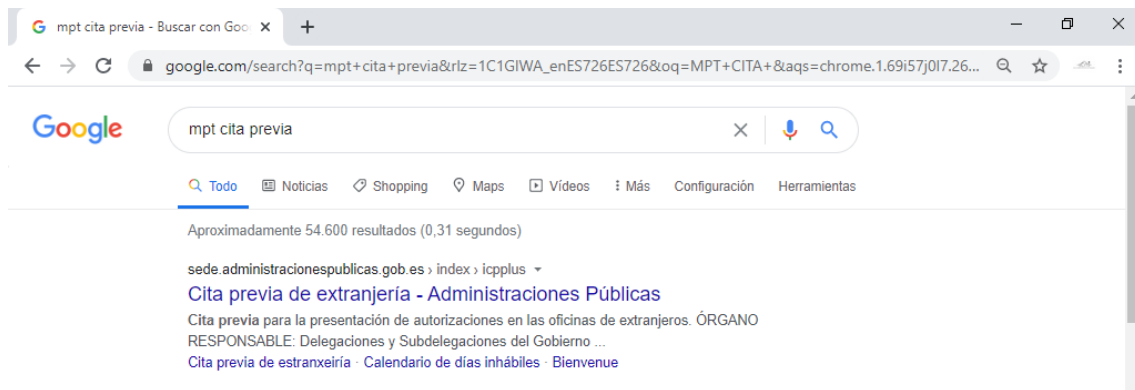 mpt cita previa - Buscar con Goo
google.com/search?q=mpt+cita+previa&rlz=1C1GIWA_enES726ES726&oq=MPT+CITA+&aqs=chrome.1.69i57j0l7.26...
Google
mpt cita previa
Todo Noticias Shopping Maps Vídeos Más Configuración Herramientas
Aproximadamente 54.600 resultados (0,31 segundos)
sede.administracionespublicas.gob.es › index › icpplus
Cita previa de extranjería - Administraciones Públicas
Cita previa para la presentación de autorizaciones en las oficinas de extranjeros. ÓRGANO
RESPONSABLE: Delegaciones y Subdelegaciones del Gobierno ...
Cita previa de estranxeiría · Calendario de días inhábiles · Bienvenue